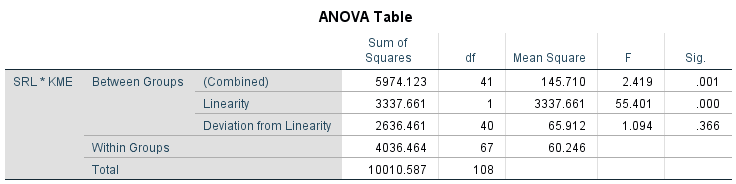 ANOVA Table
Sum of Squares df Mean Square F Sig.
SRL * KME Between Groups (Combined) 5974.123 41 145.710 2.419 .001
Linearity 3337.661 1 3337.661 55.401 .000
Deviation from Linearity 2636.461 40 65.912 1.094 .366
Within Groups 4036.464 67 60.246
Total 10010.587 108